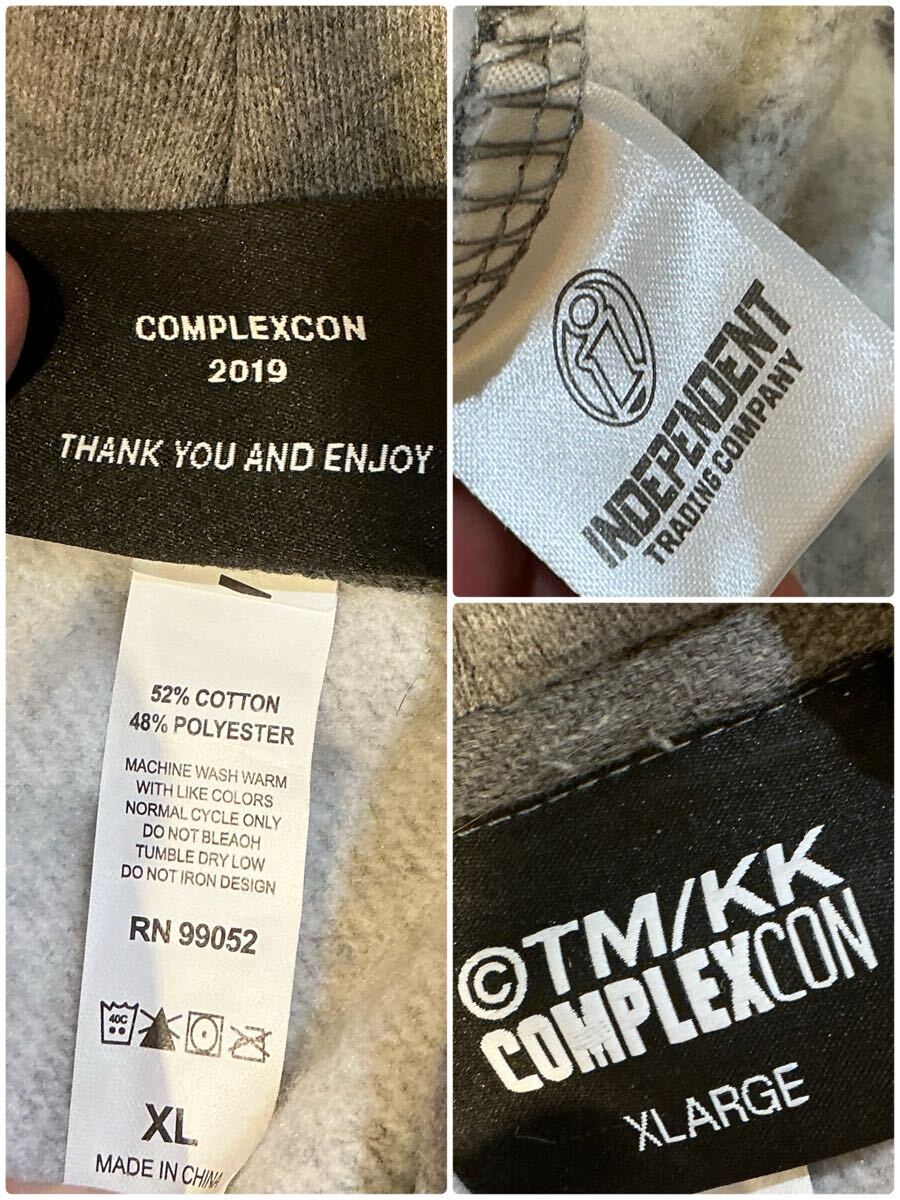 COMPLEXCON
2019
THANK YOU AND ENJOY
52% COTTON
48% POLYESTER
MACHINE WASH WARM
WITH LIKE COLORS
NORMAL CYCLE ONLY
DO NOT BLEAOH
TUMBLE DRY LOW
DO NOT IRON DESIGN
RN 99052
40C
XL
MADE IN CHINA
INDEPENDENT
TRADING COMPANY
©TM/KK
COMPLEXCON
XLARGE